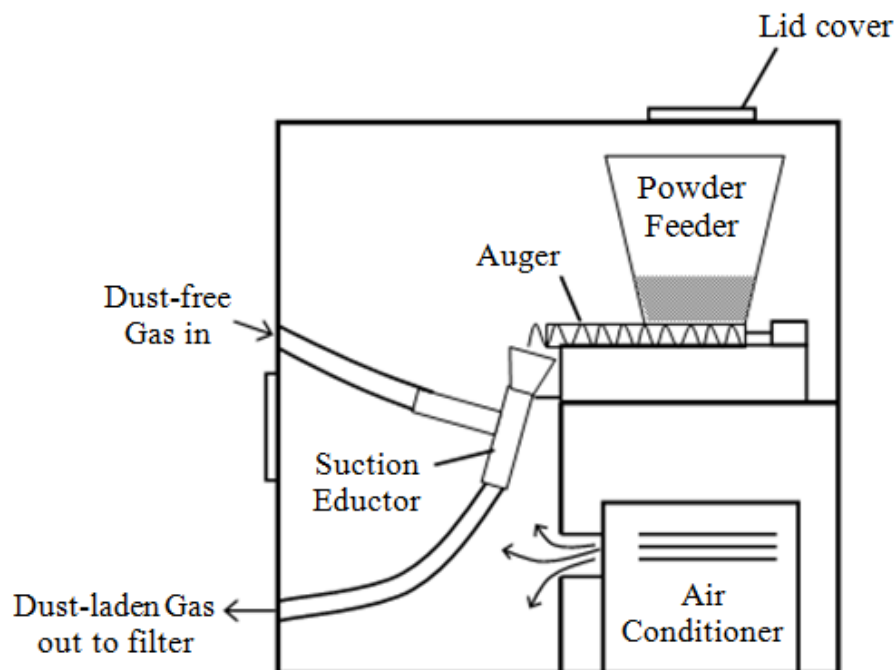 Lid cover
Powder
Feeder
Auger
Dust-free
Gas in
Suction
Eductor
Dust-laden Gas
out to filter
Air
Conditioner